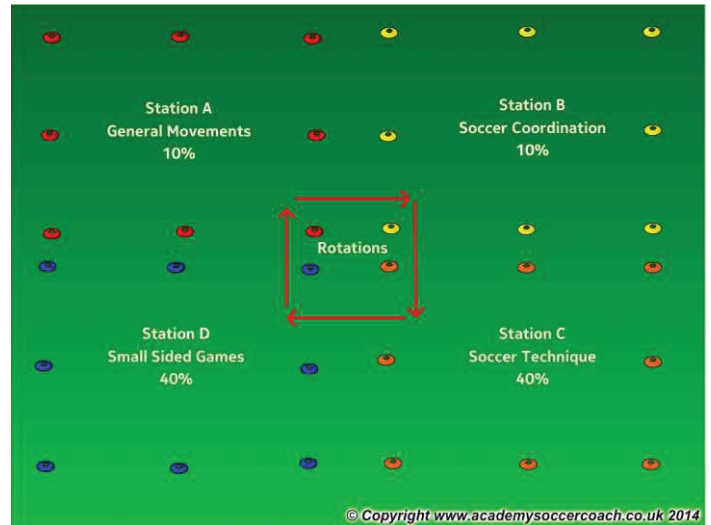 Station A
General Movements
10%
Station B
Soccer Coordination
10%
Rotations
Station D
Small Sided Games
40%
Station C
Soccer Technique
40%
© Copyright www.academysoccercoach.co.uk 2014